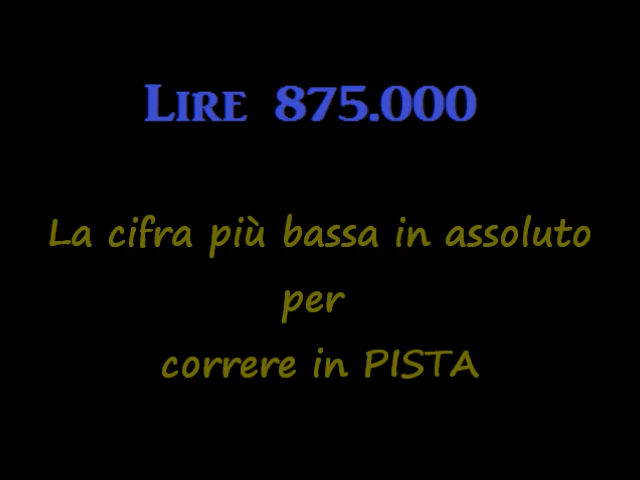 LIRE 875.000
La cifra più bassa in assoluto
per
correre in PISTA